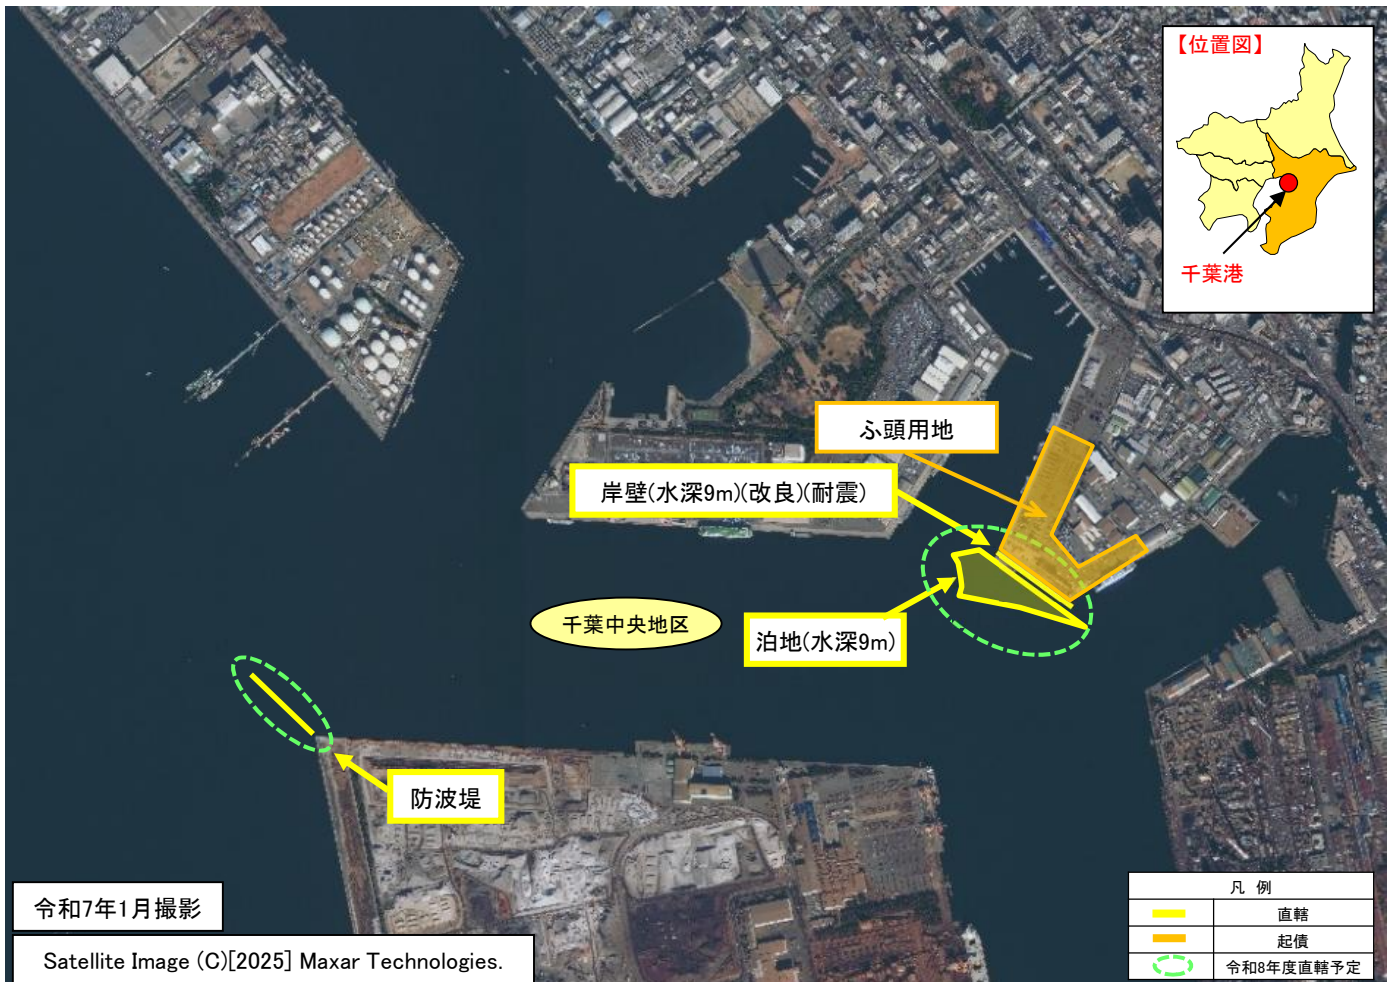 【位置図】
千葉港
ふ頭用地
岸壁(水深9m)(改良)(耐震)
千葉中央地区
泊地(水深9m)
防波堤
令和7年1月撮影
Satellite Image (C)[2025] Maxar Technologies.
凡 例
直轄
起債
令和8年度直轄予定